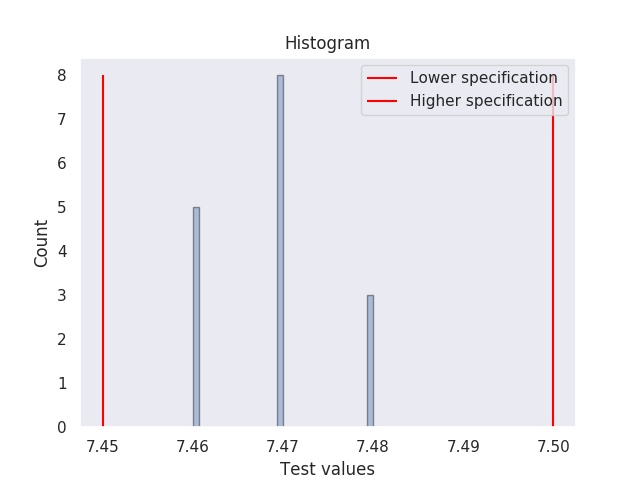 Histogram
Lower specification
Higher specification
8
7
6
5
4
3
2
1
0
Count
7.45 7.46 7.47 7.48 7.49 7.50
Test values